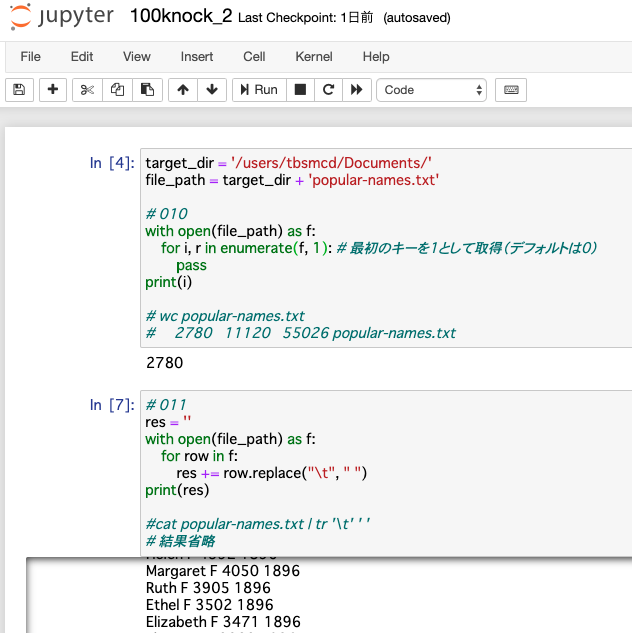 jupyter 100knock_2 Last Checkpoint: 1日前 (autosaved)
File Edit View Insert Cell Kernel Help
Run Code
In [4]: target_dir = '/users/tbsmcd/Documents/'
file_path = target_dir + 'popular-names.txt'
# 010
with open(file_path) as f:
for i, r in enumerate(f, 1): # 最初のキーを1として取得(デフォルトは0)
pass
print(i)
# wc popular-names.txt
# 2780 11120 55026 popular-names.txt
2780
In [7]: # 011
res = ''
with open(file_path) as f:
for row in f:
res += row.replace("\t", " ")
print(res)
#cat popular-names.txt | tr '\t' ' '
# 結果省略
Margaret F 4050 1896
Ruth F 3905 1896
Ethel F 3502 1896
Elizabeth F 3471 1896